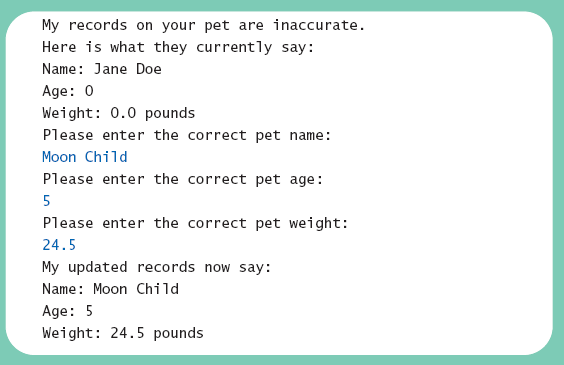 My records on your pet are inaccurate.
Here is what they currently say:
Name: Jane Doe
Age: 0
Weight: 0.0 pounds
Please enter the correct pet name:
Moon Child
Please enter the correct pet age:
5
Please enter the correct pet weight:
24.5
My updated records now say:
Name: Moon Child
Age: 5
Weight: 24.5 pounds